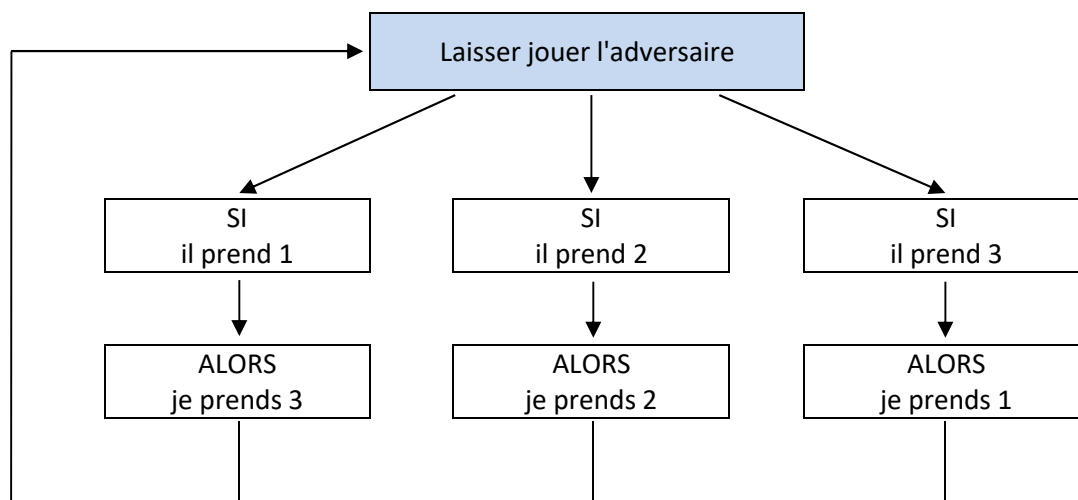 Laisser jouer l'adversaire
SI
il prend 1
SI
il prend 2
SI
il prend 3
ALORS
je prends 3
ALORS
je prends 2
ALORS
je prends 1